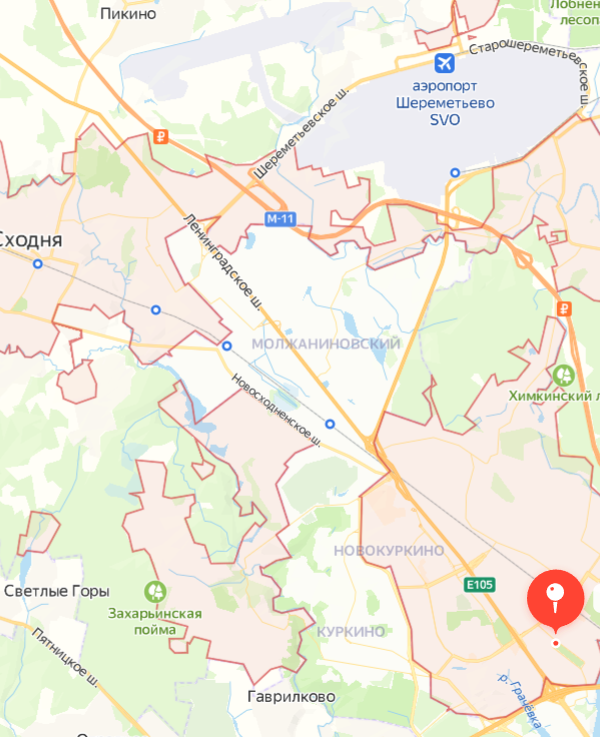 Пикино
Лобнен
лесоп
Старошереметьевское ш.
аэропорт
Шереметьево
SVO
Шереметьевское ш.
₽
М-11
Сходня
Ленинградское ш.
₽
МОЛЖАНИНОВСКИЙ
Химкинский л
Новосходненское ш.
НОВОКУРКИНО
E105
Светлые Горы
Захарьинская
пойма
КУРКИНО
Пятницкое ш.
Гаврилково
р. Грачёвка